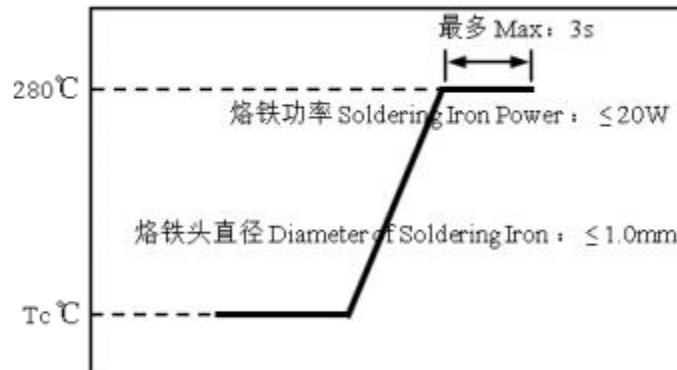 最多 Max：3s
280℃
烙铁功率 Soldering Iron Power：≤20W
烙铁头直径 Diameter of Soldering Iron：≤1.0mm
Tc℃